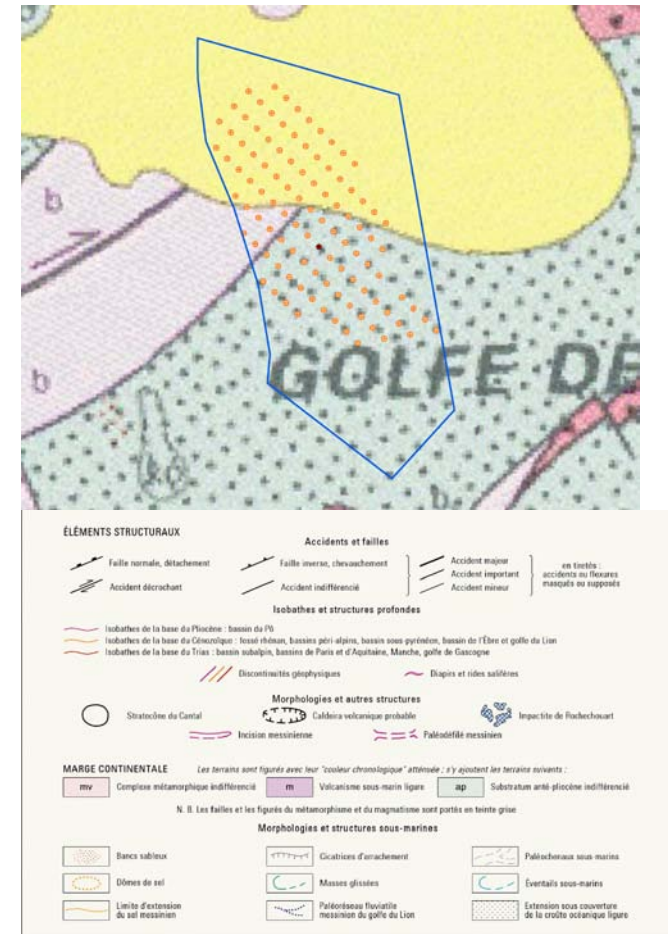 b
b
GOLFE DE
ÉLÉMENTS STRUCTURAUX
Accidents et failles
Faille normale, détachement
Faille inverse, chevauchement
Accident majeur
Accident important
Accident mineur
en tiretés :
accidents ou flexures
masqués ou supposés
Accident décrochant
Accident indifférencié
Isobathes et structures profondes
Isobathes de la base du Pliocène : bassin du Pô
Isobathes de la base du Cénozoïque : fossé rhénan, bassins péri-alpins, bassin sous-pyrénéen, bassin de l'Èbre et golfe du Lion
Isobathes de la base du Trias : bassin subalpin, bassins de Paris et d'Aquitaine, Manche, golfe de Gascogne
Discontinuités géophysiques
Diapirs et rides salifères
Morphologies et autres structures
Stratocône du Cantal
Caldeira volcanique probable
Impactite de Rochechouart
Incision messinienne
Paléodéfilé messinien
MARGE CONTINENTALE
Les terrains sont figurés avec leur "couleur chronologique" atténuée ; s'y ajoutent les terrains suivants :
mv Complexe métamorphique indifférencié
m Volcanisme sous-marin ligure
ap Substratum anté-pliocène indifférencié
N. B. Les failles et les figurés du métamorphisme et du magmatisme sont portés en teinte grise
Morphologies et structures sous-marines
Bancs sableux
Cicatrices d'arrachement
Paléochenaux sous-marins
Dômes de sel
Masses glissées
Éventails sous-marins
Limite d'extension
du sel messinien
Paléoréseau fluviatile
messinien du golfe du Lion
Extension sous couverture
de la croûte océanique ligure